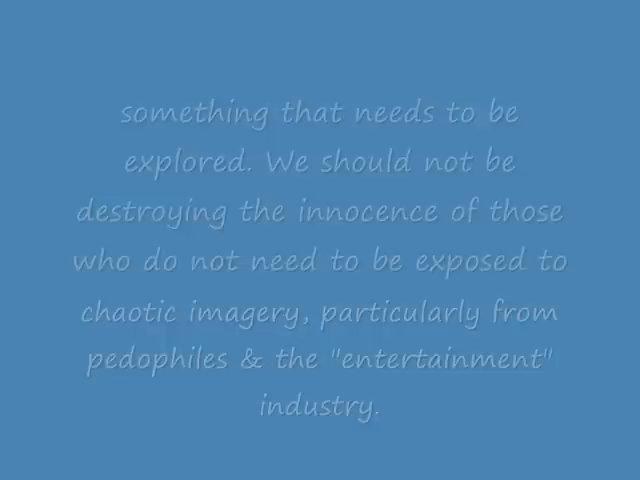 something that needs to be
explored. We should not be
destroying the innocence of those
who do not need to be exposed to
chaotic imagery, particularly from
pedophiles & the "entertainment"
industry.